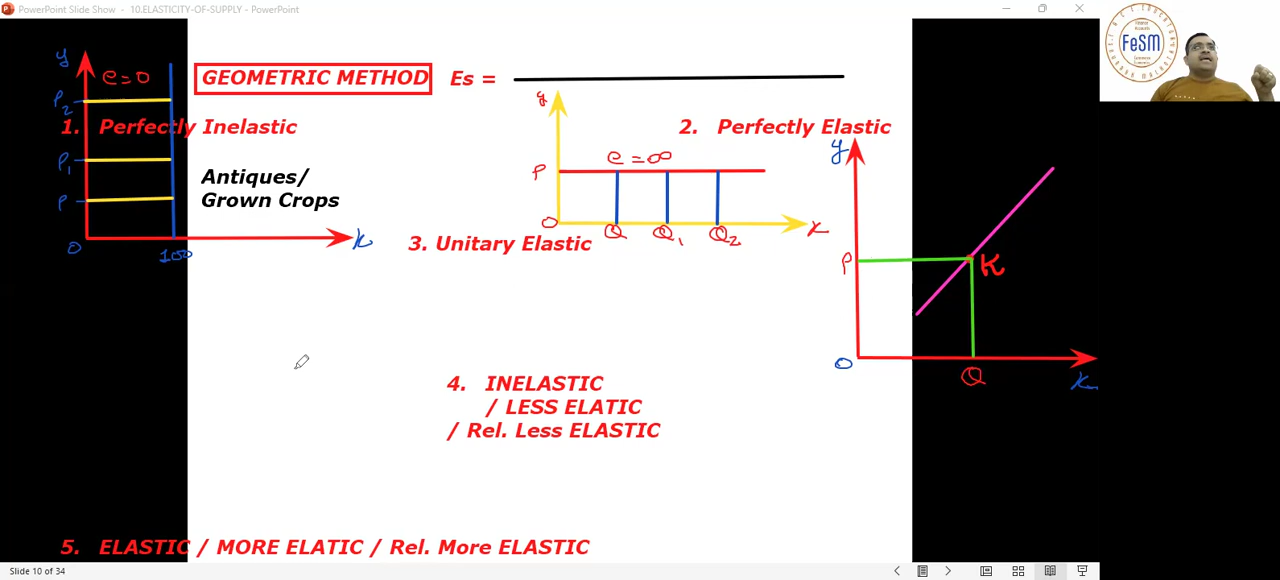 PowerPoint Slide Show - 10.ELASTICITY-OF-SUPPLY - PowerPoint
FeSM
y
e = 0
GEOMETRIC METHOD Es =
P2
1. Perfectly Inelastic
P1
Antiques/
Grown Crops
P
O
100
x
y
2. Perfectly Elastic
e = ∞
P
O
Q Q1 Q2
x
3. Unitary Elastic
y
P
K
O
Q
x
4. INELASTIC
/ LESS ELATIC
/ Rel. Less ELASTIC
5. ELASTIC / MORE ELATIC / Rel. More ELASTIC
Slide 10 of 34